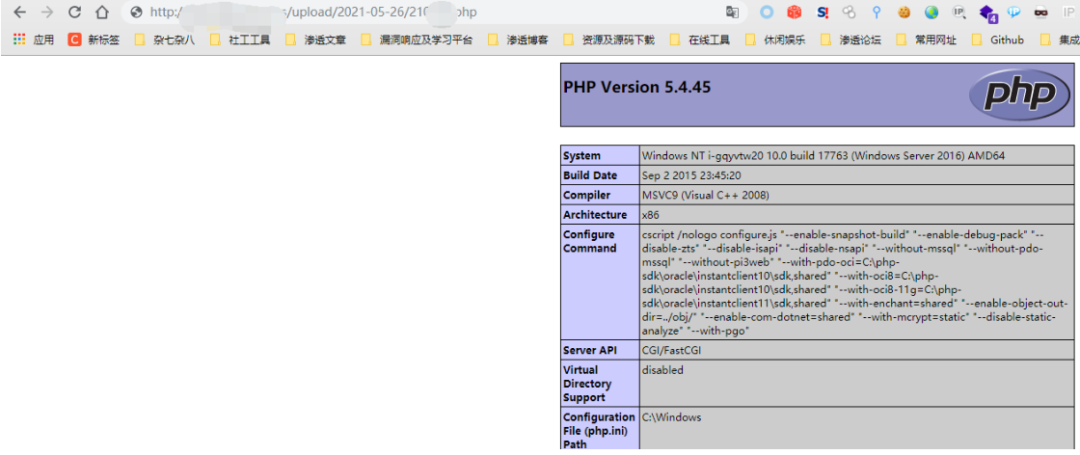 http:/ s/upload/2021-05-26/210 php
IP
4
IP
应用 C 新标签 杂七杂八 社工工具 渗透文章 漏洞响应及学习平台 渗透博客 资源及源码下载 在线工具 休闲娱乐 渗透论坛 常用网址 Github 集成
PHP Version 5.4.45
php
System Windows NT i-gqyvtw20 10.0 build 17763 (Windows Server 2016) AMD64
Build Date Sep 2 2015 23:45:20
Compiler MSVC9 (Visual C++ 2008)
Architecture x86
Configure Command
cscript /nologo configure.js "--enable-snapshot-build" "--enable-debug-pack" "--
disable-zts" "--disable-isapi" "--disable-nsapi" "--without-mssql" "--without-pdo-
mssql" "--without-pi3web" "--with-pdo-oci=C:\php-
sdk\oracle\instantclient10\sdk,shared" "--with-oci8=C:\php-
sdk\oracle\instantclient10\sdk,shared" "--with-oci8-11g=C:\php-
sdk\oracle\instantclient11\sdk,shared" "--with-enchant=shared" "--enable-object-out-
dir=../obj/" "--enable-com-dotnet=shared" "--with-mcrypt=static" "--disable-static-
analyze" "--with-pgo"
Server API CGI/FastCGI
Virtual
Directory
Support
disabled
Configuration
File (php.ini)
Path
C:\Windows